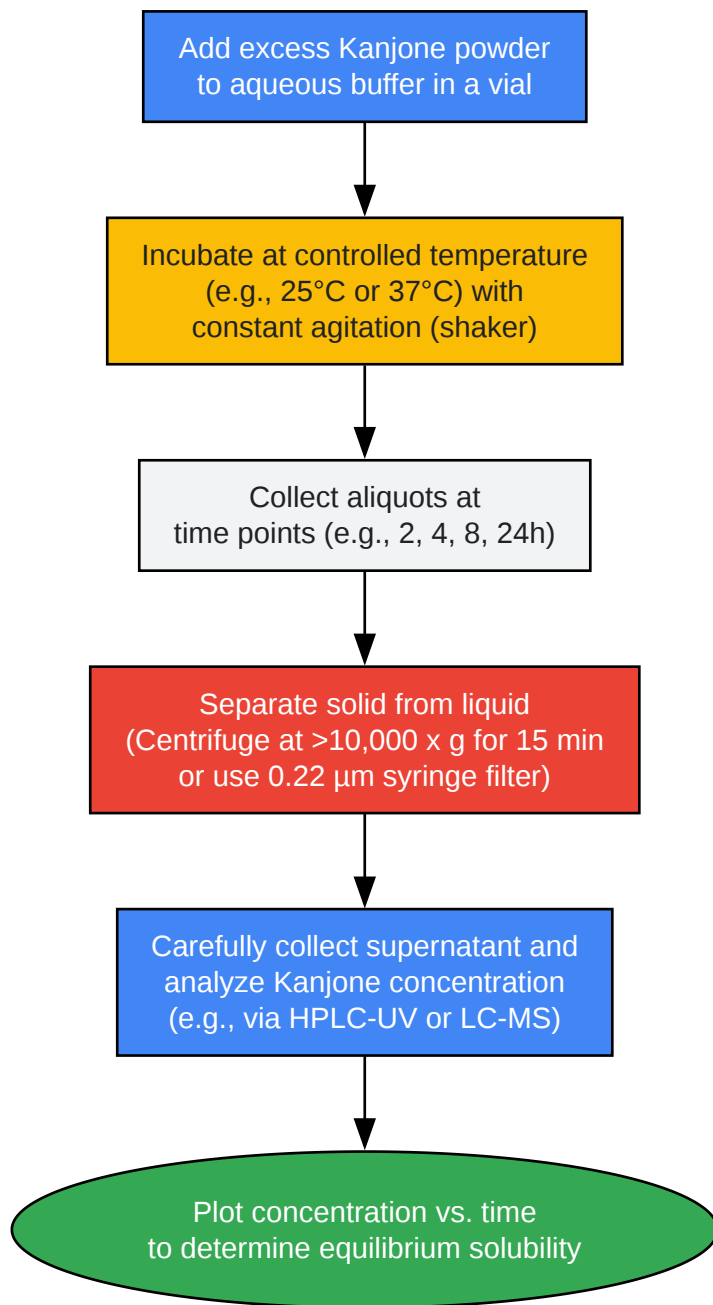 Add excess Kanjone powder
to aqueous buffer in a vial
Incubate at controlled temperature
(e.g., 25°C or 37°C) with
constant agitation (shaker)
Collect aliquots at
time points (e.g., 2, 4, 8, 24h)
Separate solid from liquid
(Centrifuge at >10,000 x g for 15 min
or use 0.22 µm syringe filter)
Carefully collect supernatant and
analyze Kanjone concentration
(e.g., via HPLC-UV or LC-MS)
Plot concentration vs. time
to determine equilibrium solubility